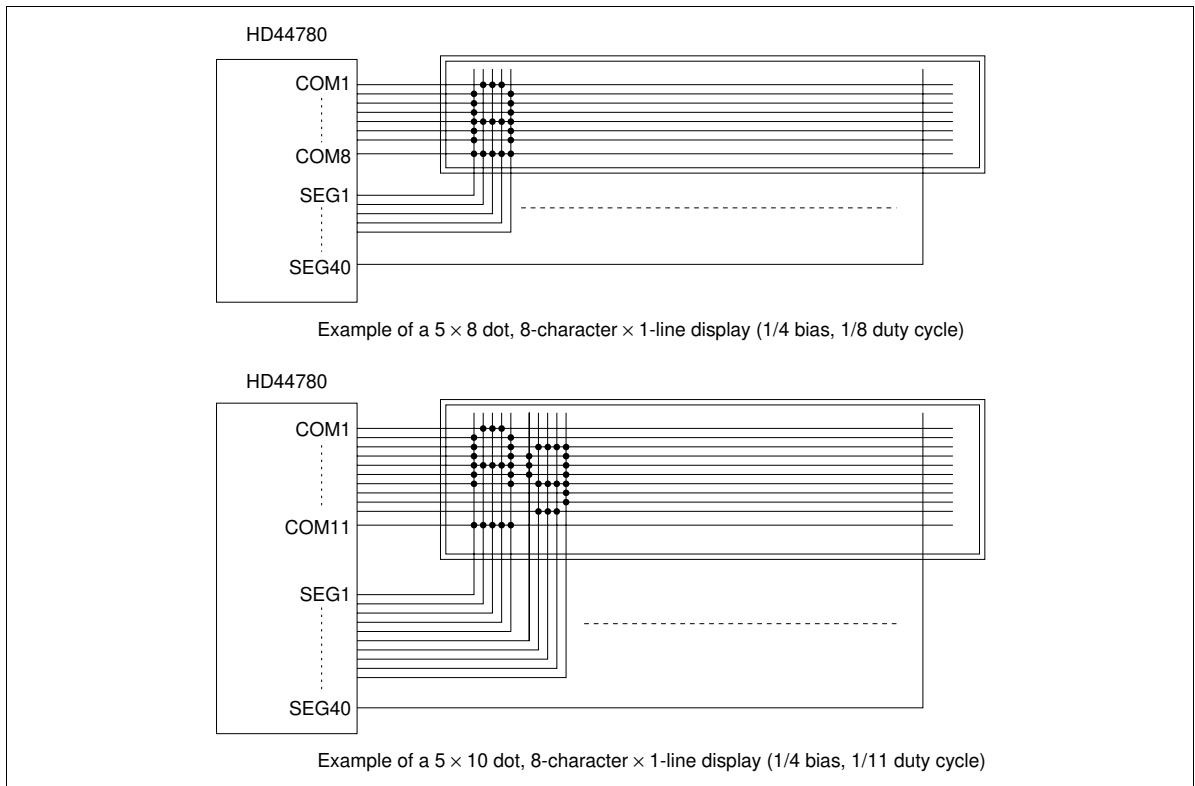 HD44780
COM1
COM8
SEG1
SEG40
Example of a 5 × 8 dot, 8-character × 1-line display (1/4 bias, 1/8 duty cycle)
HD44780
COM1
COM11
SEG1
SEG40
Example of a 5 × 10 dot, 8-character × 1-line display (1/4 bias, 1/11 duty cycle)